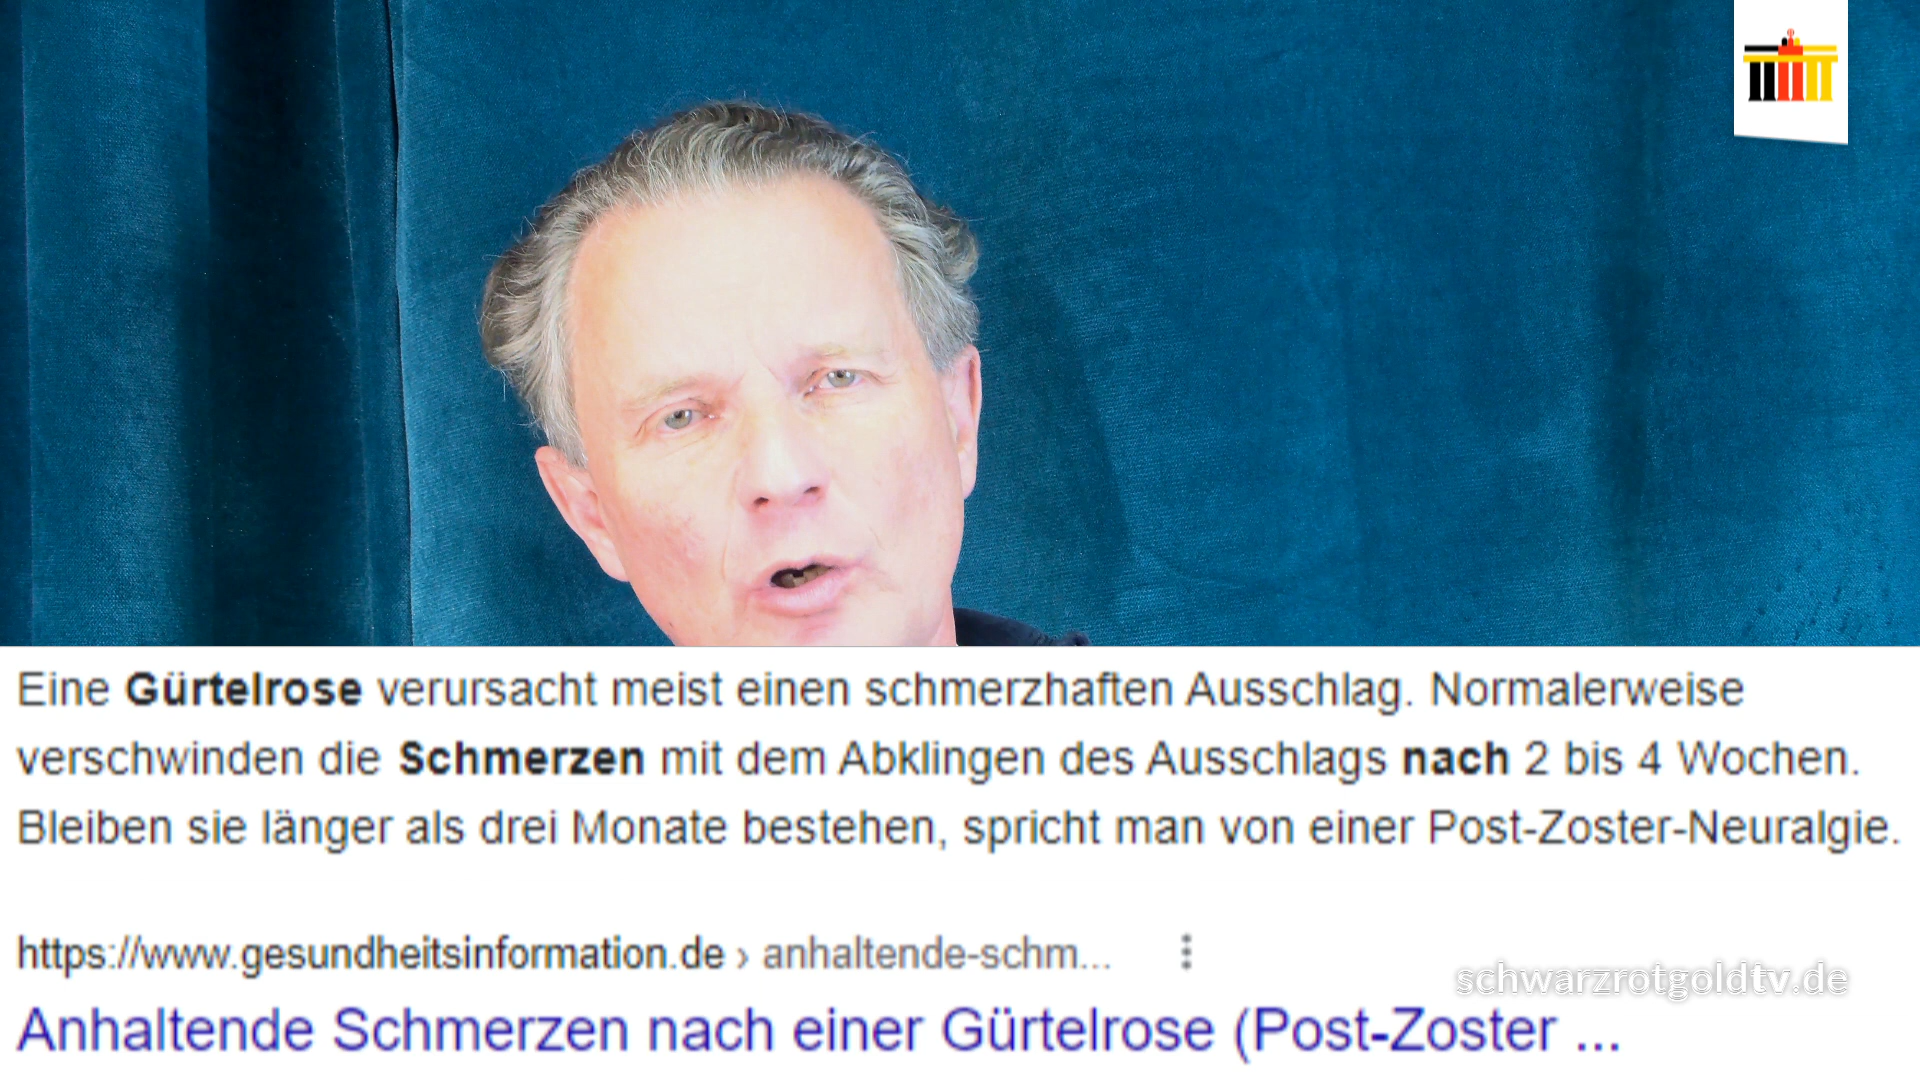 Eine Gürtelrose verursacht meist einen schmerzhaften Ausschlag. Normalerweise
verschwinden die Schmerzen mit dem Abklingen des Ausschlags nach 2 bis 4 Wochen.
Bleiben sie länger als drei Monate bestehen, spricht man von einer Post-Zoster-Neuralgie.
https://www.gesundheitsinformation.de › anhaltende-schm...
schwarzrotgoldtv.de
Anhaltende Schmerzen nach einer Gürtelrose (Post-Zoster ...